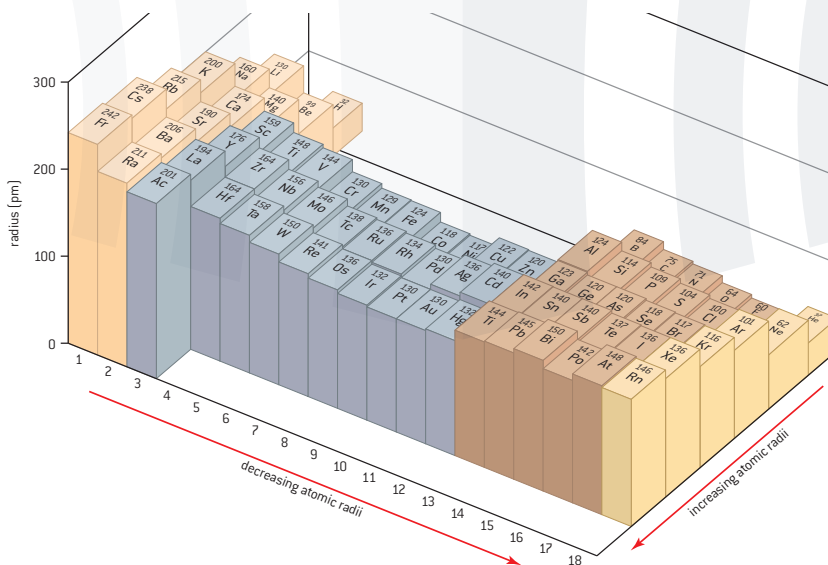 radius (pm)
300
200
100
0
32 H
He
130 Li
99 Be
84 B
75 C
71 N
64 O
60 F
62 Ne
160 Na
140 Mg
124 Al
114 Si
109 P
104 S
100 Cl
101 Ar
200 K
174 Ca
159 Sc
148 Ti
144 V
130 Cr
129 Mn
124 Fe
118 Co
117 Ni
122 Cu
120 Zn
123 Ga
120 Ge
120 As
118 Se
117 Br
116 Kr
215 Rb
190 Sr
176 Y
164 Zr
156 Nb
146 Mo
138 Tc
136 Ru
134 Rh
130 Pd
136 Ag
140 Cd
142 In
140 Sn
140 Sb
137 Te
136 I
136 Xe
238 Cs
206 Ba
194 La
164 Hf
158 Ta
150 W
141 Re
136 Os
132 Ir
130 Pt
130 Au
132 Hg
144 Ti
145 Pb
150 Bi
142 Po
148 At
146 Rn
242 Fr
211 Ra
201 Ac
1
2
3
4
5
6
7
8
9
10
11
12
13
14
15
16
17
18
decreasing atomic radii
increasing atomic radii